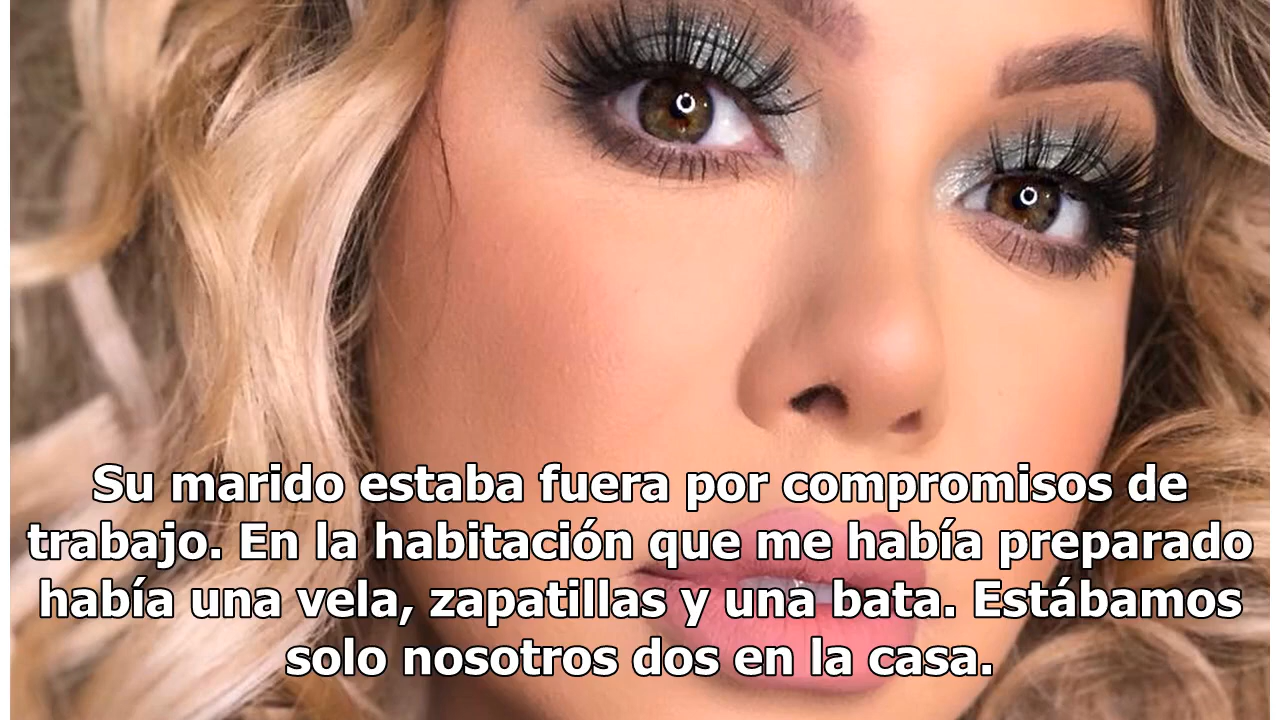 Su marido estaba fuera por compromisos de
trabajo. En la habitación que me había preparado
había una vela, zapatillas y una bata. Estábamos
solo nosotros dos en la casa.